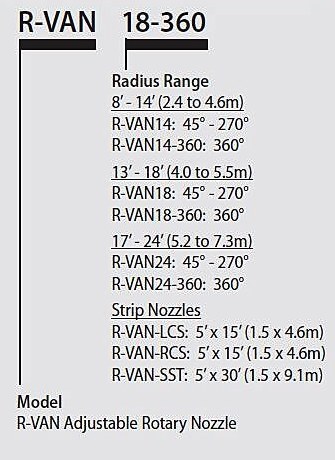 R-VAN 18-360
Radius Range
8' - 14' (2.4 to 4.6m)
R-VAN14: 45° - 270°
R-VAN14-360: 360°
13' - 18' (4.0 to 5.5m)
R-VAN18: 45° - 270°
R-VAN18-360: 360°
17' - 24' (5.2 to 7.3m)
R-VAN24: 45° - 270°
R-VAN24-360: 360°
Strip Nozzles
R-VAN-LCS: 5' x 15' (1.5 x 4.6m)
R-VAN-RCS: 5' x 15' (1.5 x 4.6m)
R-VAN-SST: 5' x 30' (1.5 x 9.1m)
Model
R-VAN Adjustable Rotary Nozzle